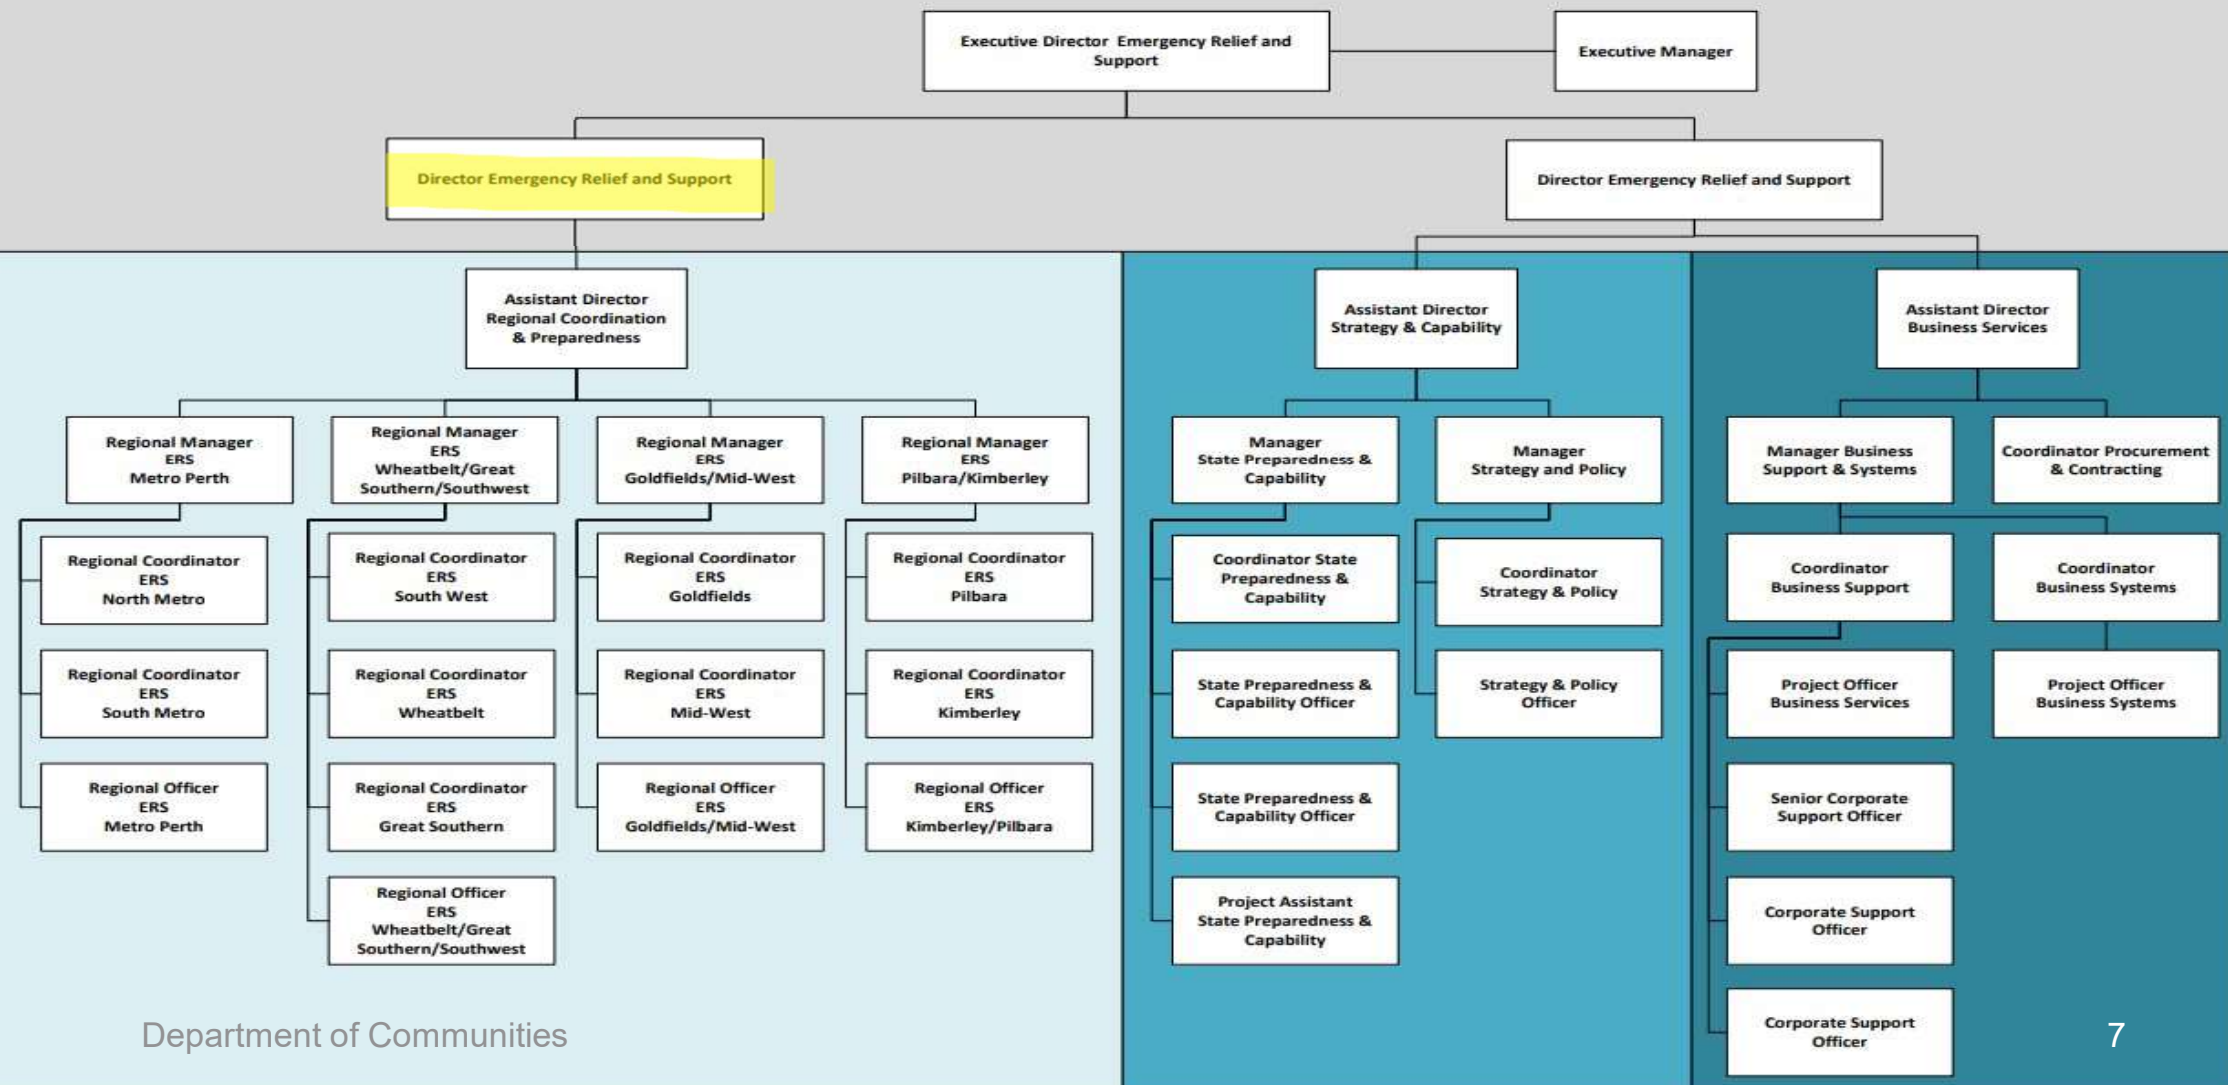 Executive Director Emergency Relief and
Support
Executive Manager
Director Emergency Relief and Support
Director Emergency Relief and Support
Assistant Director
Regional Coordination
& Preparedness
Assistant Director
Strategy & Capability
Assistant Director
Business Services
Regional Manager
ERS
Metro Perth
Regional Manager
ERS
Wheatbelt/Great
Southern/Southwest
Regional Manager
ERS
Goldfields/Mid-West
Regional Manager
ERS
Pilbara/Kimberley
Manager
State Preparedness &
Capability
Manager
Strategy and Policy
Manager Business
Support & Systems
Coordinator Procurement
& Contracting
Regional Coordinator
ERS
North Metro
Regional Coordinator
ERS
South West
Regional Coordinator
ERS
Goldfields
Regional Coordinator
ERS
Pilbara
Coordinator State
Preparedness &
Capability
Coordinator
Strategy & Policy
Coordinator
Business Support
Coordinator
Business Systems
Regional Coordinator
ERS
South Metro
Regional Coordinator
ERS
Wheatbelt
Regional Coordinator
ERS
Mid-West
Regional Coordinator
ERS
Kimberley
State Preparedness &
Capability Officer
Strategy & Policy
Officer
Project Officer
Business Services
Project Officer
Business Systems
Regional Officer
ERS
Metro Perth
Regional Coordinator
ERS
Great Southern
Regional Officer
ERS
Goldfields/Mid-West
Regional Officer
ERS
Kimberley/Pilbara
State Preparedness &
Capability Officer
Senior Corporate
Support Officer
Regional Officer
ERS
Wheatbelt/Great
Southern/Southwest
Project Assistant
State Preparedness &
Capability
Corporate Support
Officer
Corporate Support
Officer
Department of Communities
7